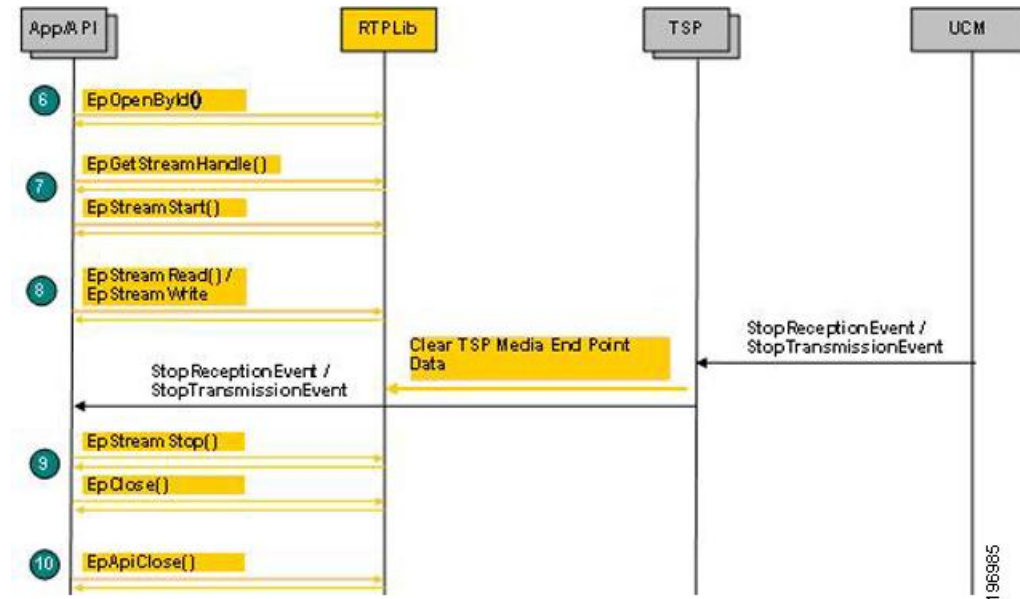 App/API
RTPLib
TSP
UCM
6
EpOpenById()
EpGetStreamHandle()
7
EpStreamStart()
8
EpStreamRead() /
EpStreamWrite
StopReceptionEvent /
StopTransmissionEvent
Clear TSP Media End Point
Data
StopReceptionEvent /
StopTransmissionEvent
EpStreamStop()
9
EpClose()
10
EpApiClose()
196985